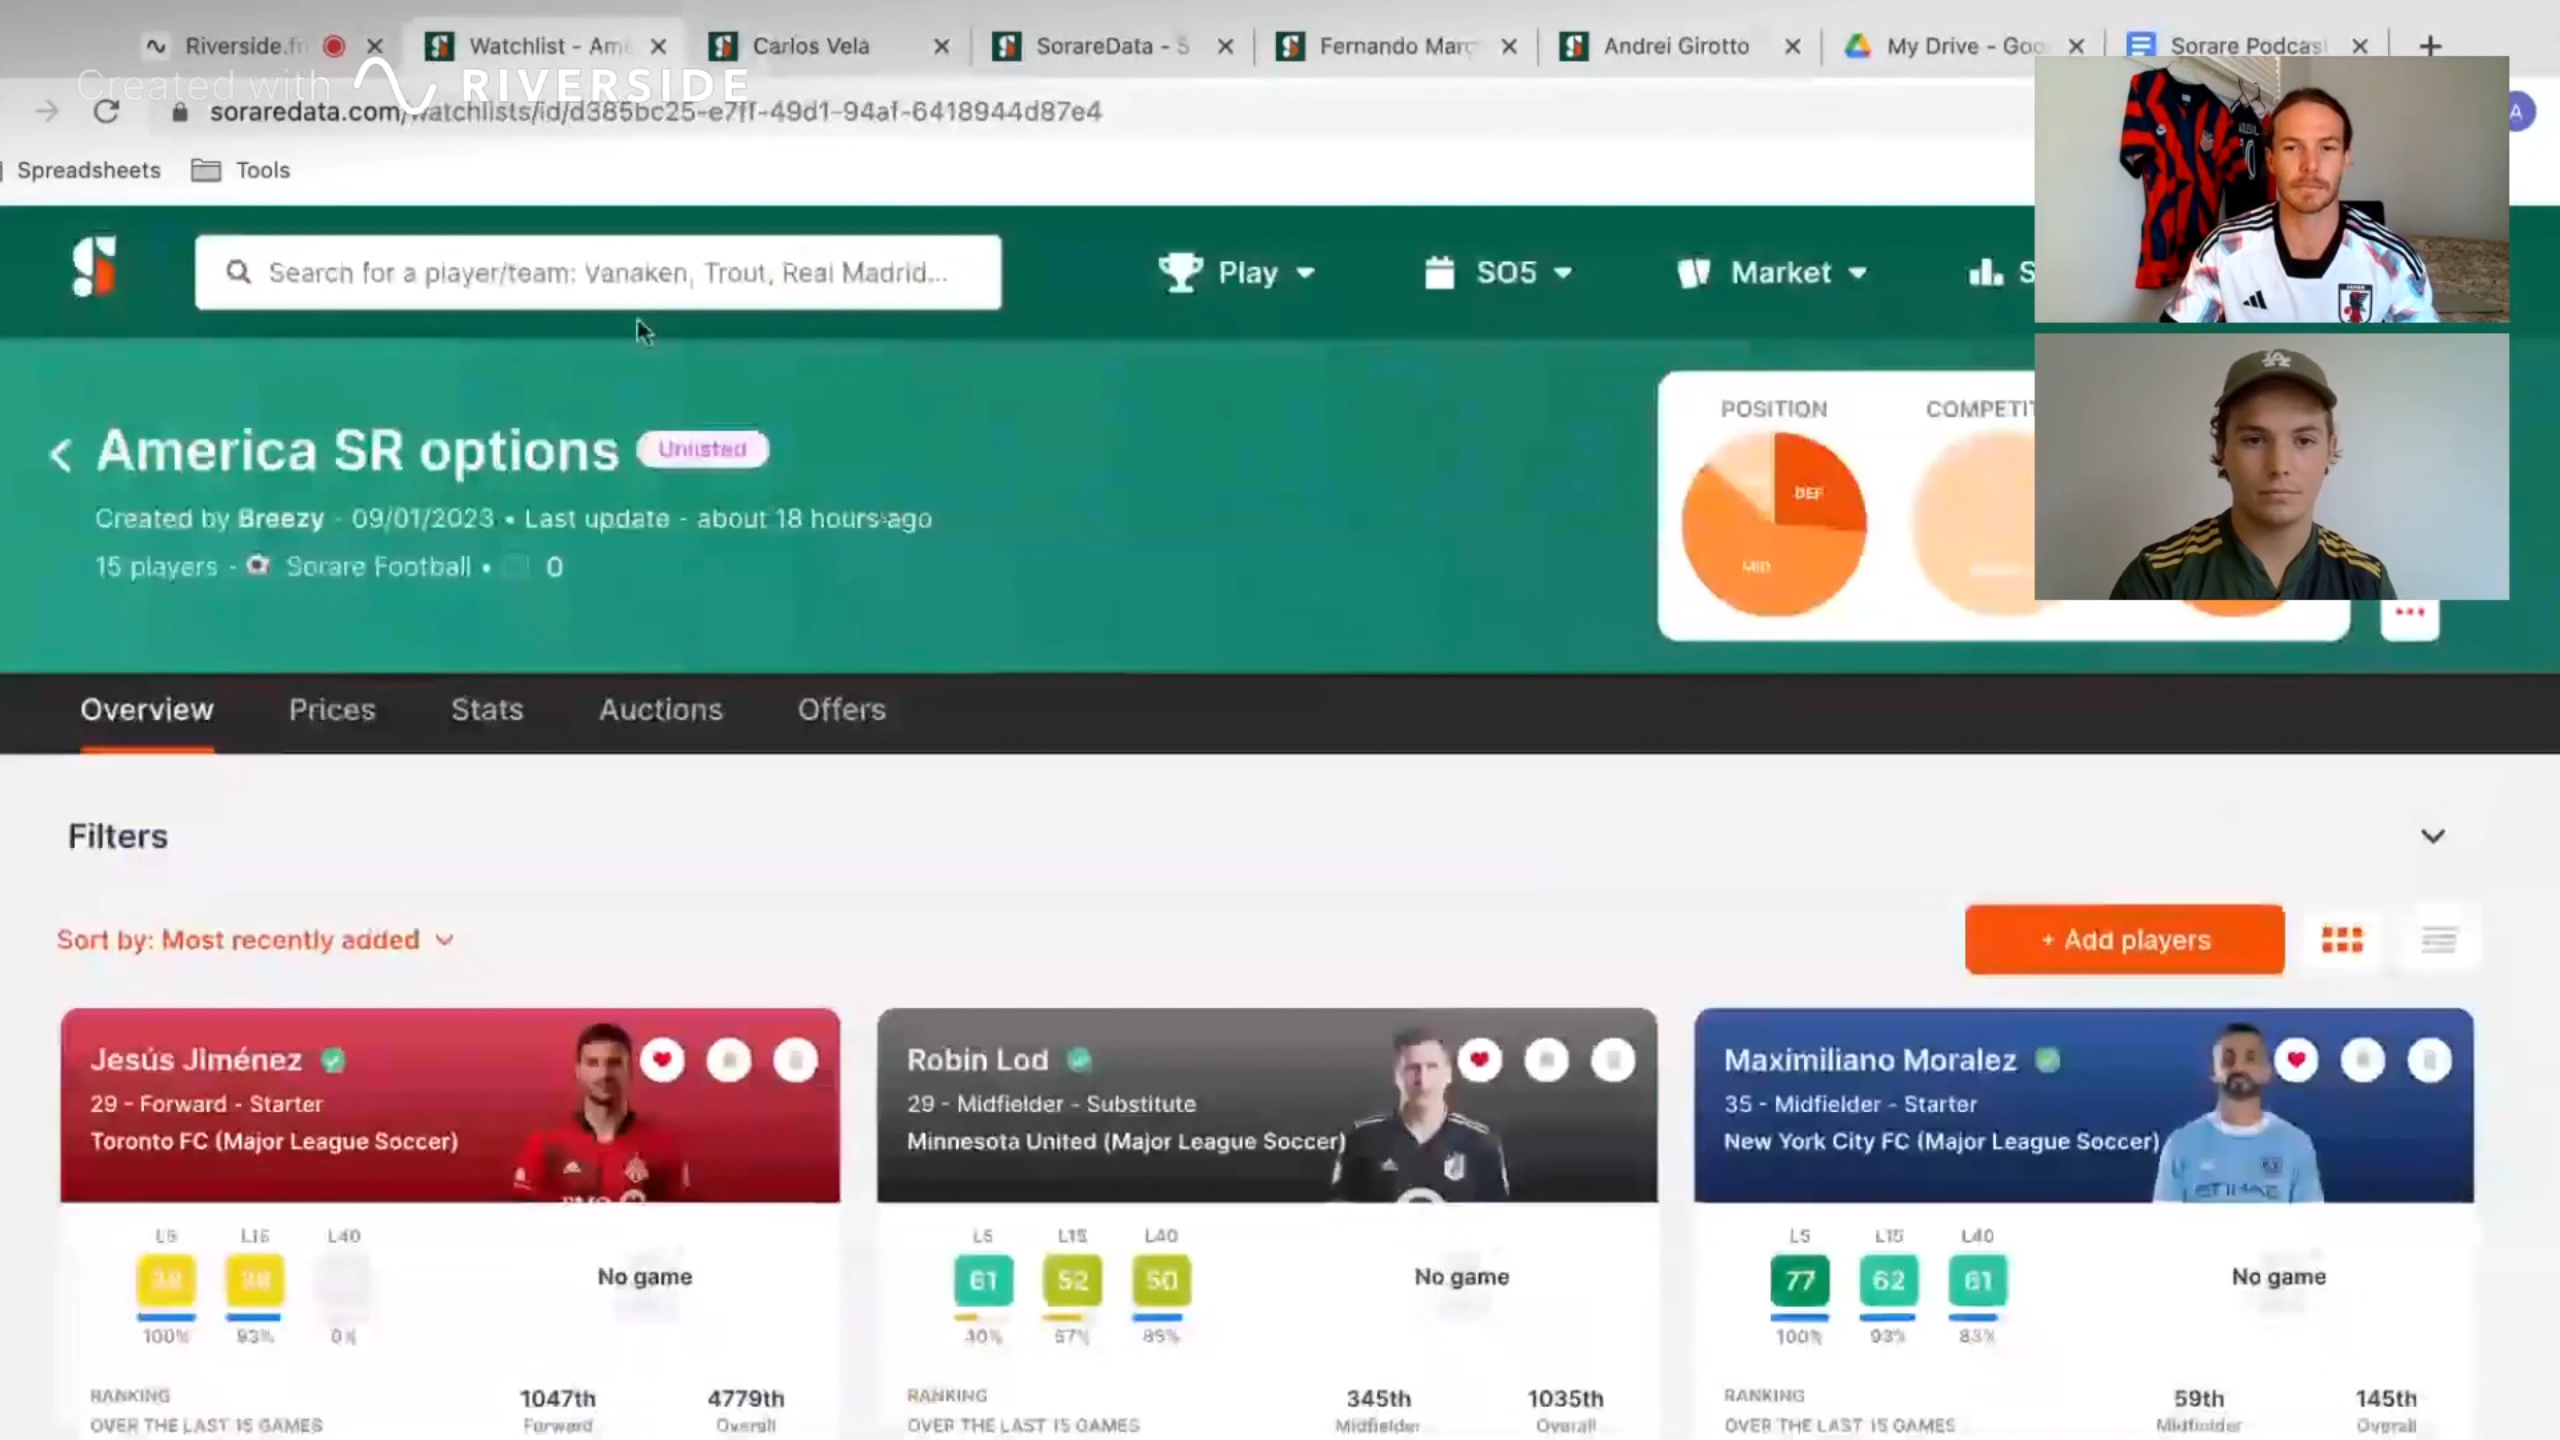 Riverside.f
Watchlist - Ame
Carlos Vela
SorareData - S
Fernando Març
Andrei Girotto
My Drive - Goo
Sorare Podcast
Created with RIVERSIDE
soraredata.com/watchlists/id/d385bc25-e7ff-49d1-94af-6418944d87e4
A
Spreadsheets
Tools
Search for a player/team: Vanaken, Trout, Real Madrid...
Play
SO5
Market
S
America SR options
Unlisted
Created by Breezy - 09/01/2023 • Last update - about 18 hours ago
15 players - Sorare Football • 0
POSITION
COMPETIT
DEF
MID
Overview
Prices
Stats
Auctions
Offers
Filters
Sort by: Most recently added
+ Add players
Jesús Jiménez
29 - Forward - Starter
Toronto FC (Major League Soccer)
L5 L15 L40
38 38
100% 93% 0%
No game
RANKING
OVER THE LAST 15 GAMES
1047th
Forward
4779th
Overall
Robin Lod
29 - Midfielder - Substitute
Minnesota United (Major League Soccer)
L5 L15 L40
61 52 50
40% 67% 85%
No game
RANKING
OVER THE LAST 15 GAMES
345th
Midfielder
1035th
Overall
Maximiliano Moralez
35 - Midfielder - Starter
New York City FC (Major League Soccer)
ETIHAD
L5 L15 L40
77 62 61
100% 93% 83%
No game
RANKING
OVER THE LAST 15 GAMES
59th
Midfielder
145th
Overall